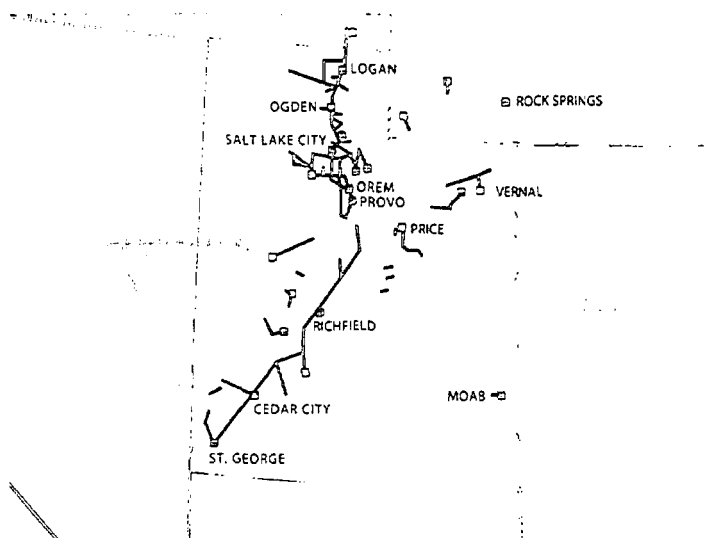 LOGAN
OGDEN
ROCK SPRINGS
SALT LAKE CITY
OREM
PROVO
VERNAL
PRICE
RICHFIELD
MOAB
CEDAR CITY
ST. GEORGE